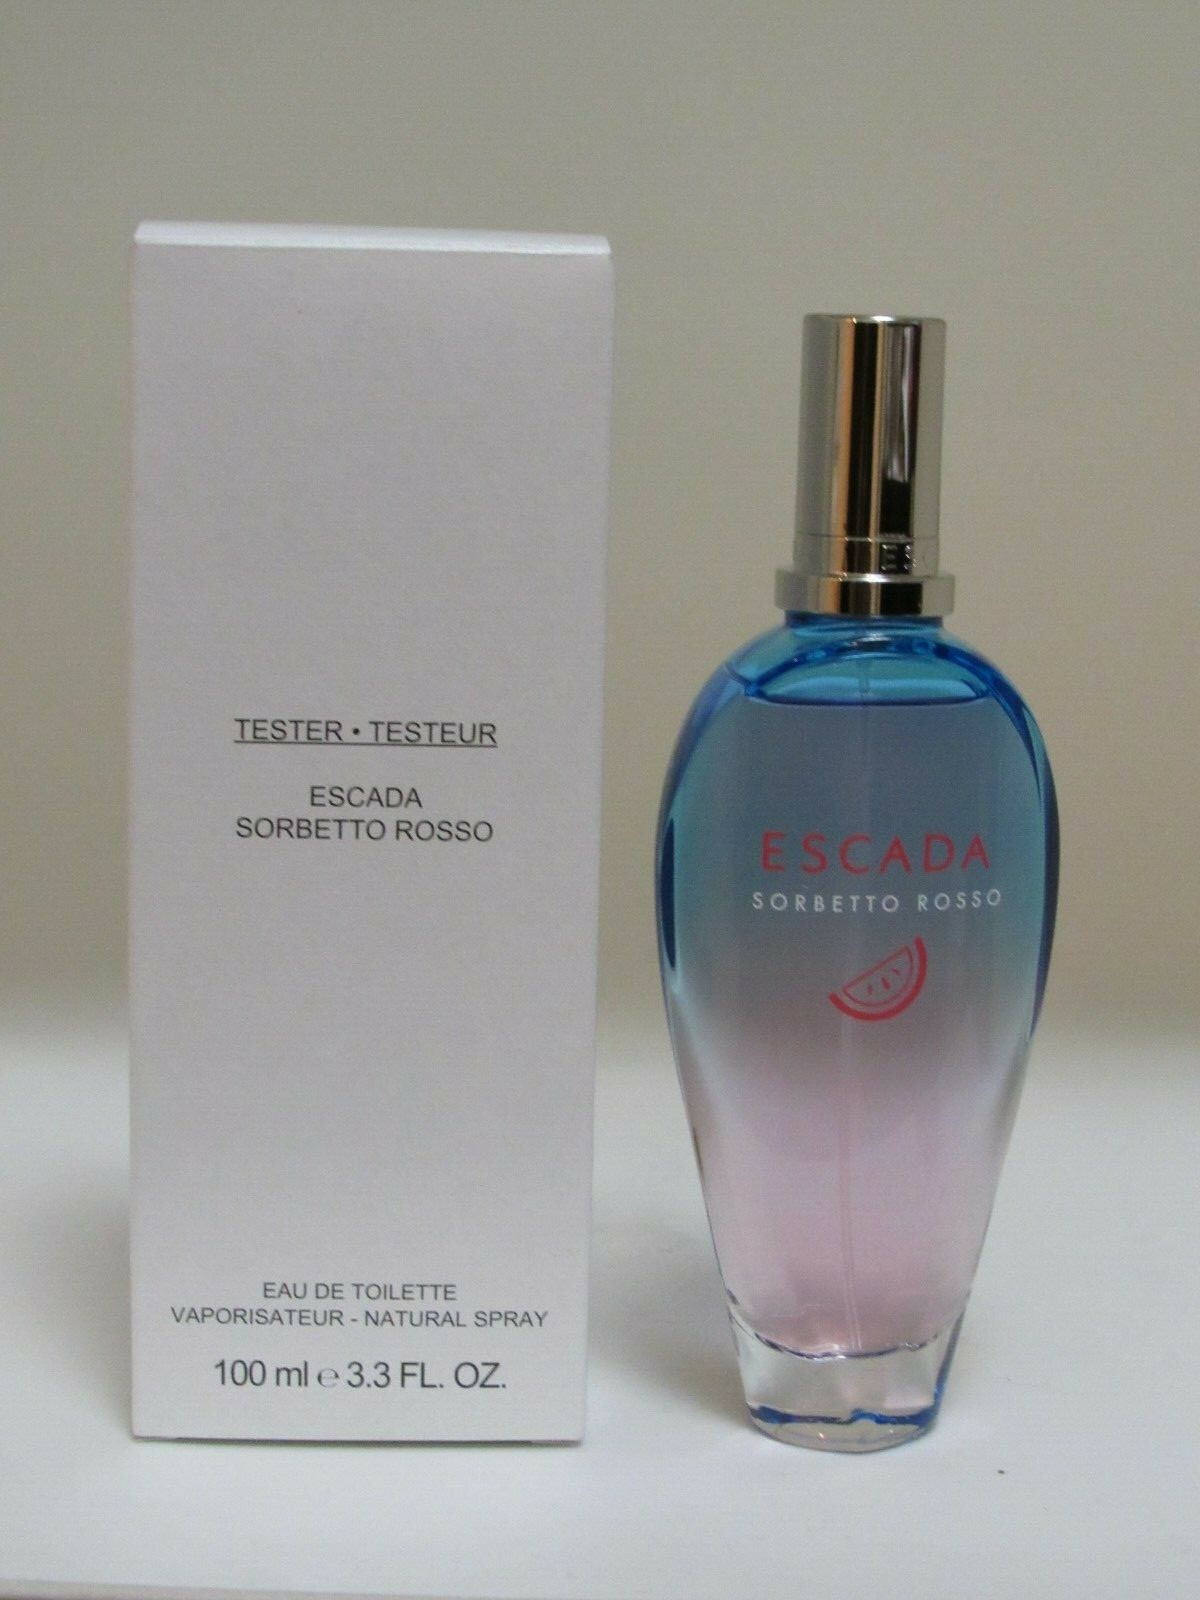 TESTER • TESTEUR
ESCADA
SORBETTO ROSSO
EAU DE TOILETTE
VAPORISATEUR - NATURAL SPRAY
100 ml ℮ 3.3 FL. OZ.
ESCADA
SORBETTO ROSSO